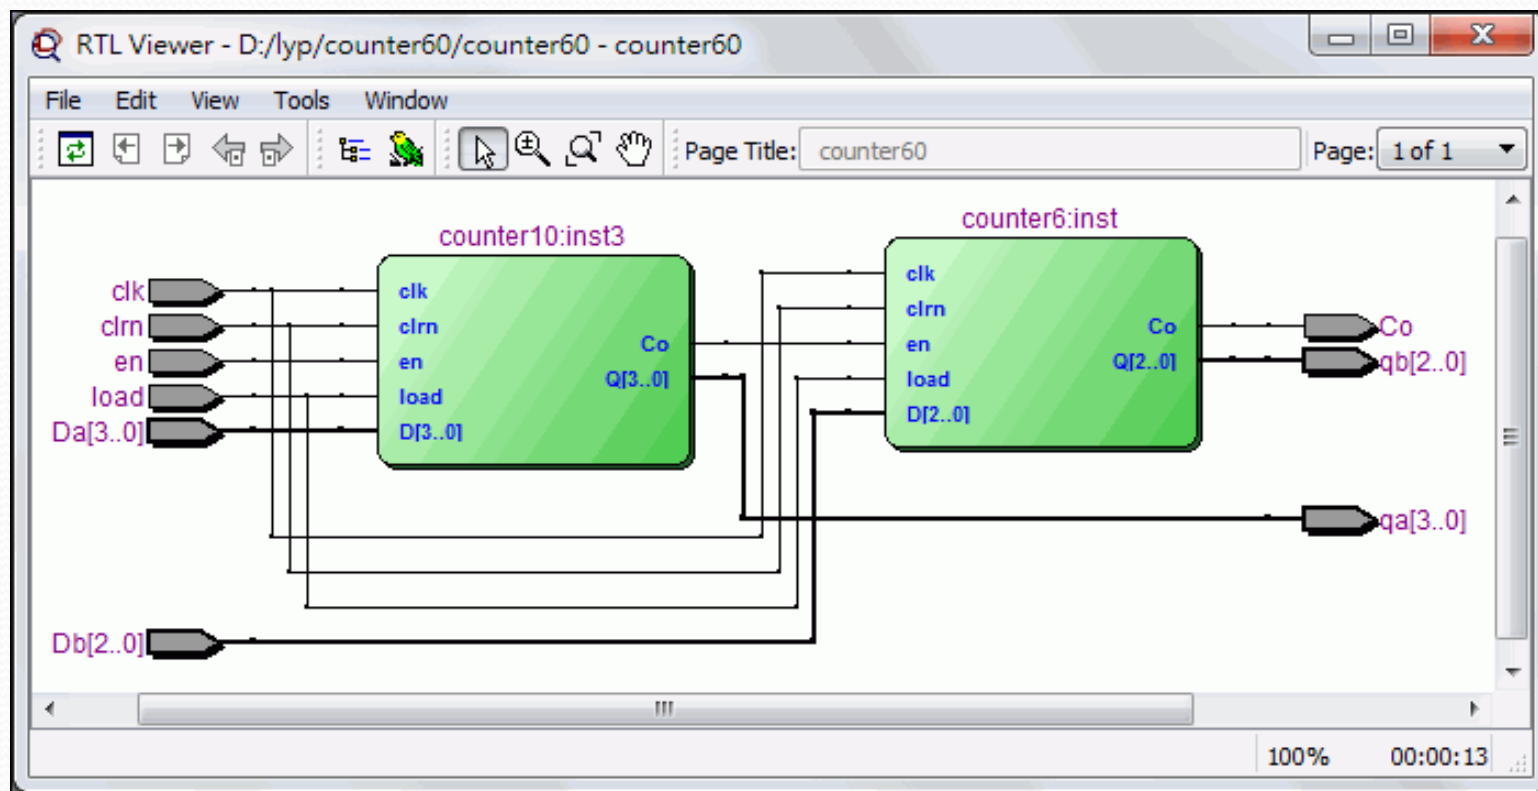 RTL Viewer - D:/lyp/counter60/counter60 - counter60
File Edit View Tools Window
Page Title: counter60 Page: 1 of 1
counter10:inst3
counter6:inst
clk
clrn
en
load
Da[3..0]
Db[2..0]
clk
clrn
en
load
D[3..0]
Co
Q[3..0]
clk
clrn
en
load
D[2..0]
Co
Q[2..0]
Co
qb[2..0]
qa[3..0]
100% 00:00:13